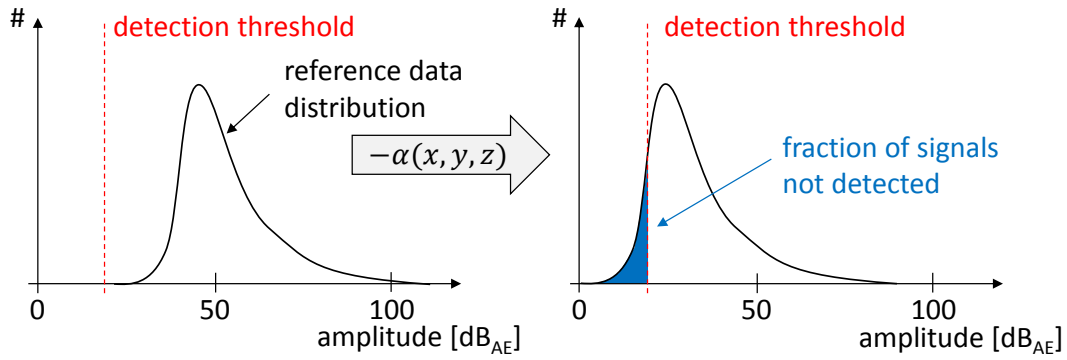 #
detection threshold
reference data
distribution
0
50
100
amplitude [dB_AE]
−α(x, y, z)
#
detection threshold
fraction of signals
not detected
0
50
100
amplitude [dB_AE]